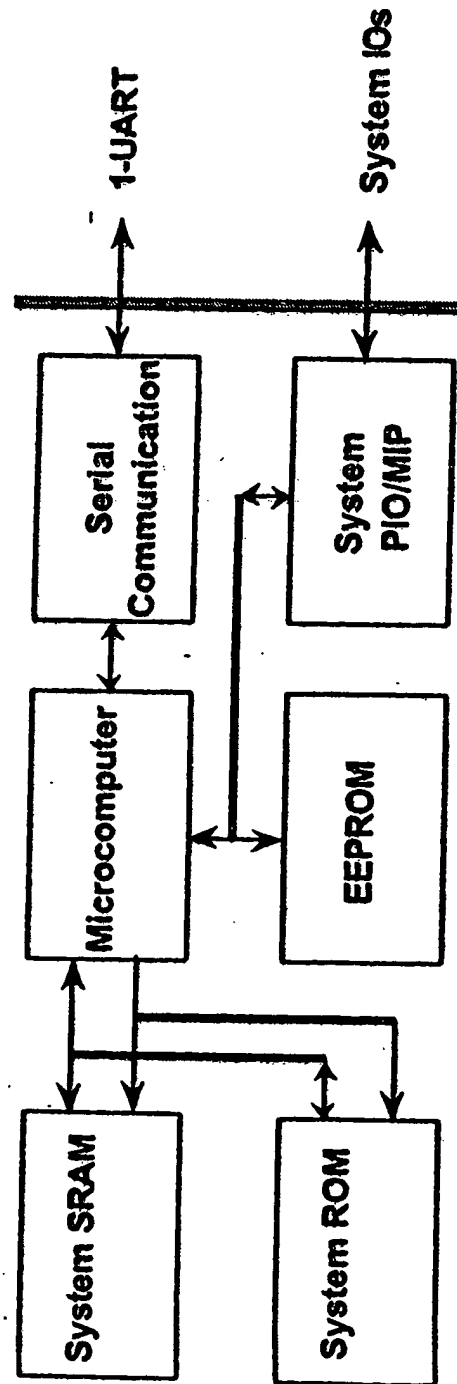 System SRAM
Microcomputer
Serial
Communication
1-UART
System ROM
EEPROM
System
PIO/MIP
System IOs